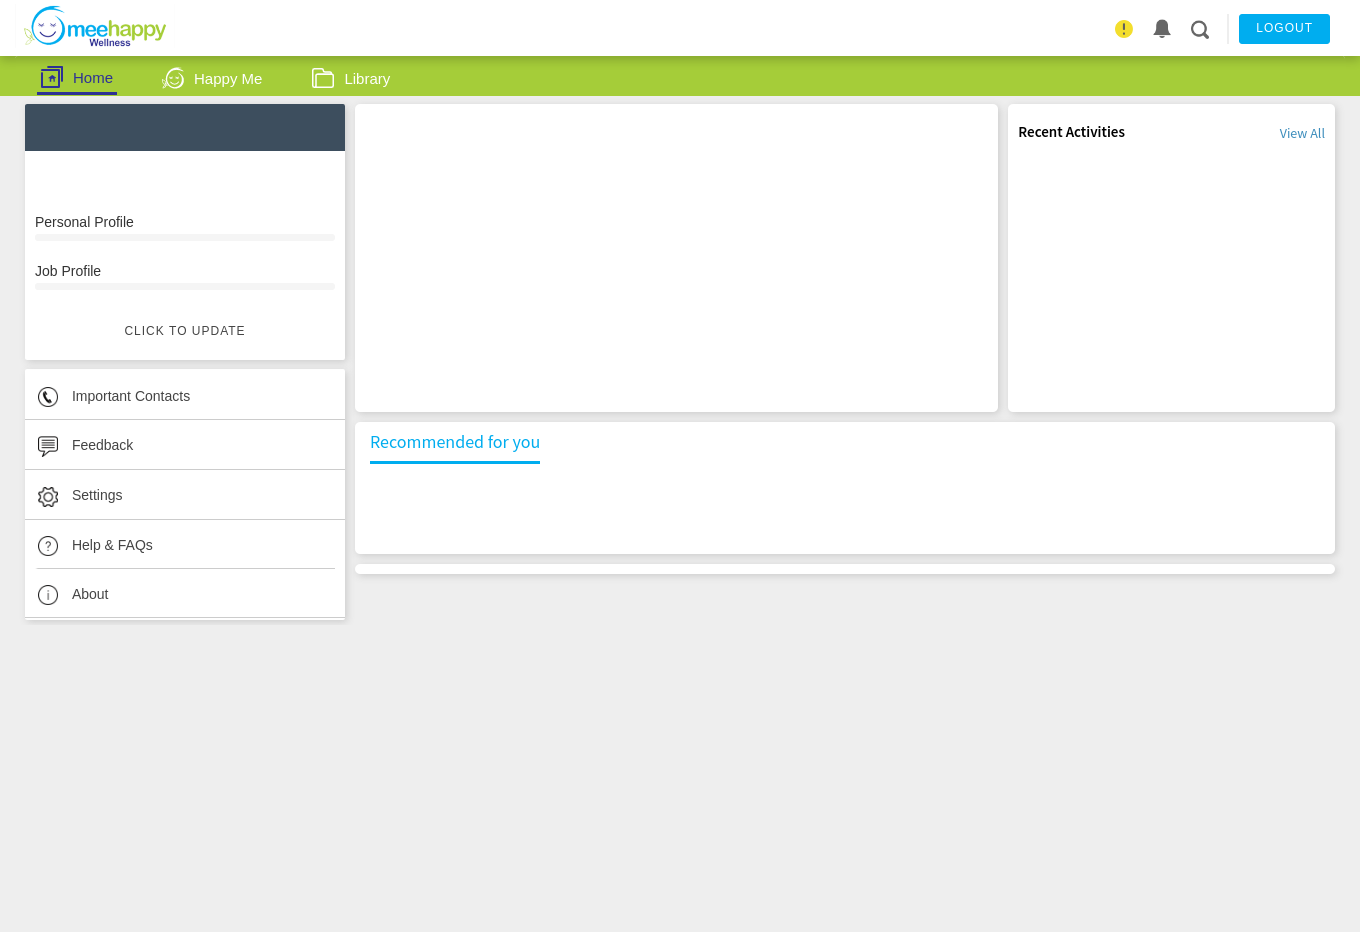 meehappy
Wellness
LOGOUT
Home
Happy Me
Library
Personal Profile
Job Profile
CLICK TO UPDATE
Important Contacts
Feedback
Settings
Help & FAQs
About
Recent Activities
View All
Recommended for you